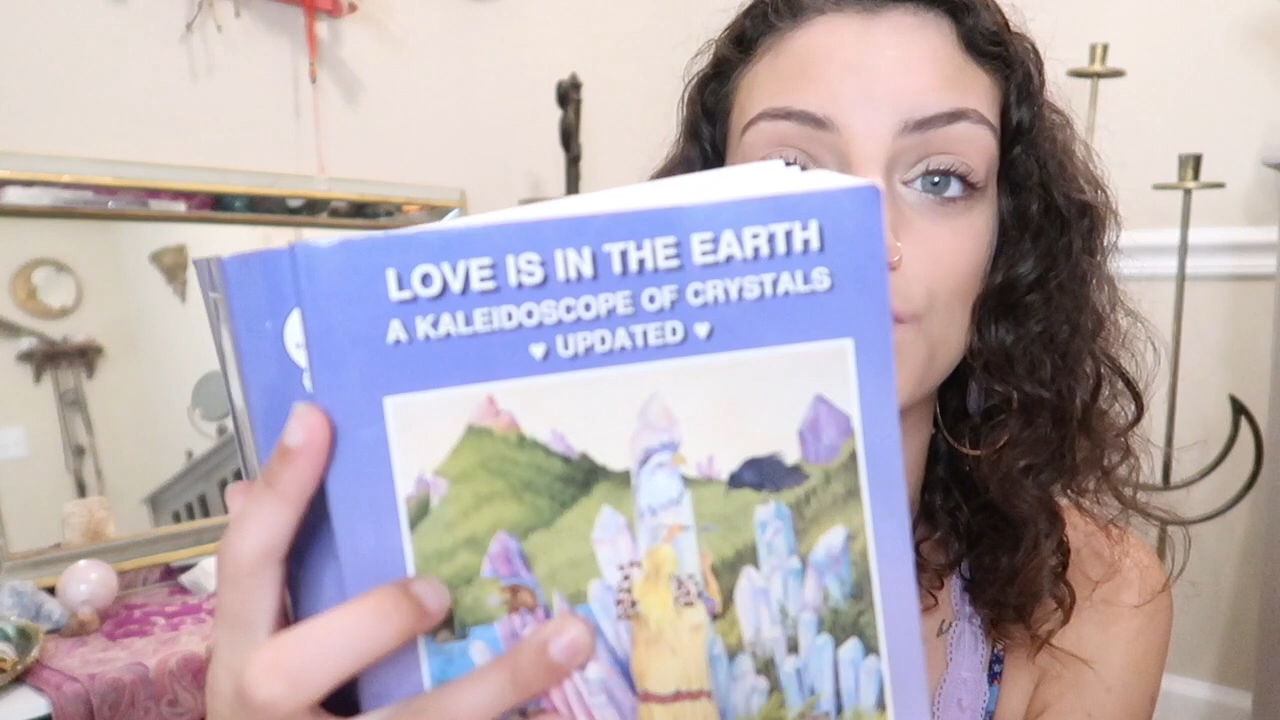 LOVE IS IN THE EARTH
A KALEIDOSCOPE OF CRYSTALS
♥ UPDATED ♥